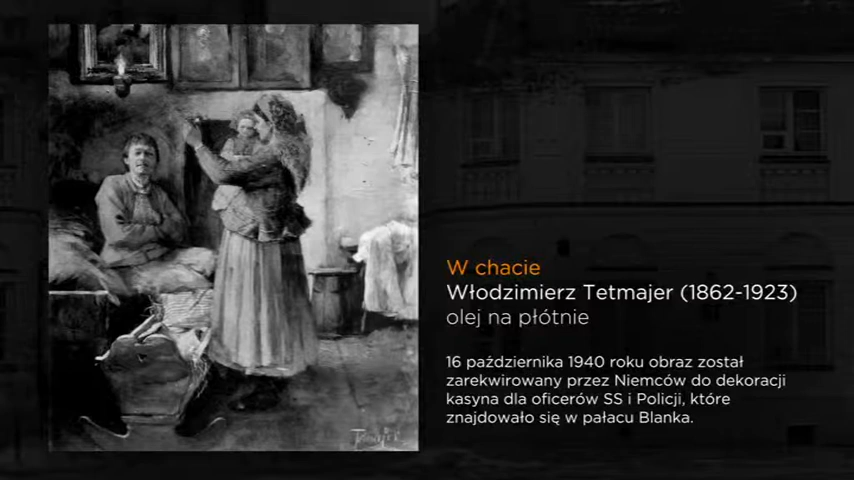 W chacie
Włodzimierz Tetmajer (1862-1923)
olej na płótnie
16 października 1940 roku obraz został
zarekwirowany przez Niemców do dekoracji
kasyna dla oficerów SS i Policji, które
znajdowało się w pałacu Blanka.